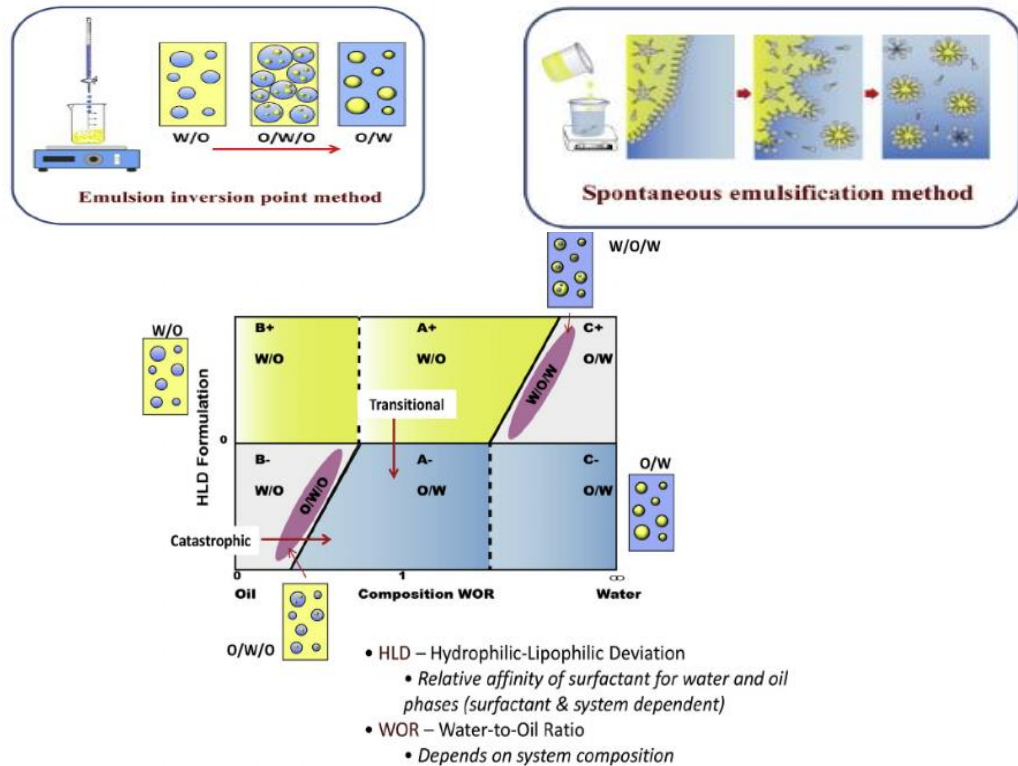 W/O
O/W/O
O/W
Emulsion inversion point method
Spontaneous emulsification method
W/O/W
W/O
B+
W/O
A+
W/O
C+
O/W
W/O/W
Transitional
HLD Formulation
0
B-
W/O
O/W/O
A-
O/W
C-
O/W
O/W
Catastrophic
0
1
∞
Oil
Composition WOR
Water
O/W/O
• HLD – Hydrophilic-Lipophilic Deviation
• Relative affinity of surfactant for water and oil
phases (surfactant & system dependent)
• WOR – Water-to-Oil Ratio
• Depends on system composition